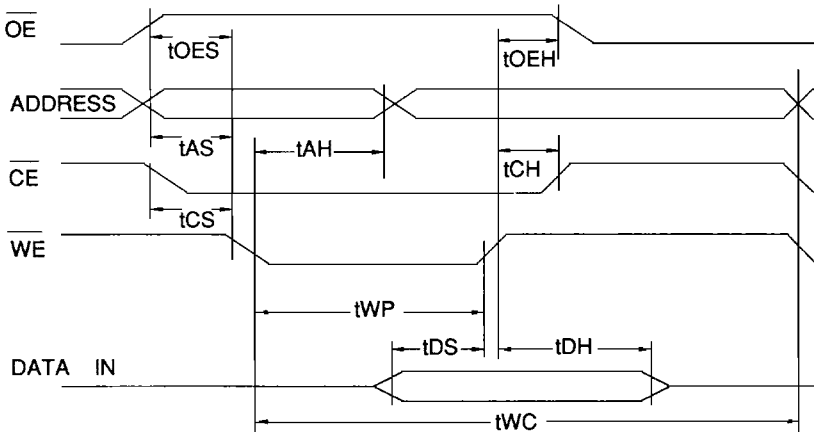 OE
tOES
tOEH
ADDRESS
tAS
tAH
tCH
CE
tCS
WE
tWP
tDS
tDH
DATA IN
tWC